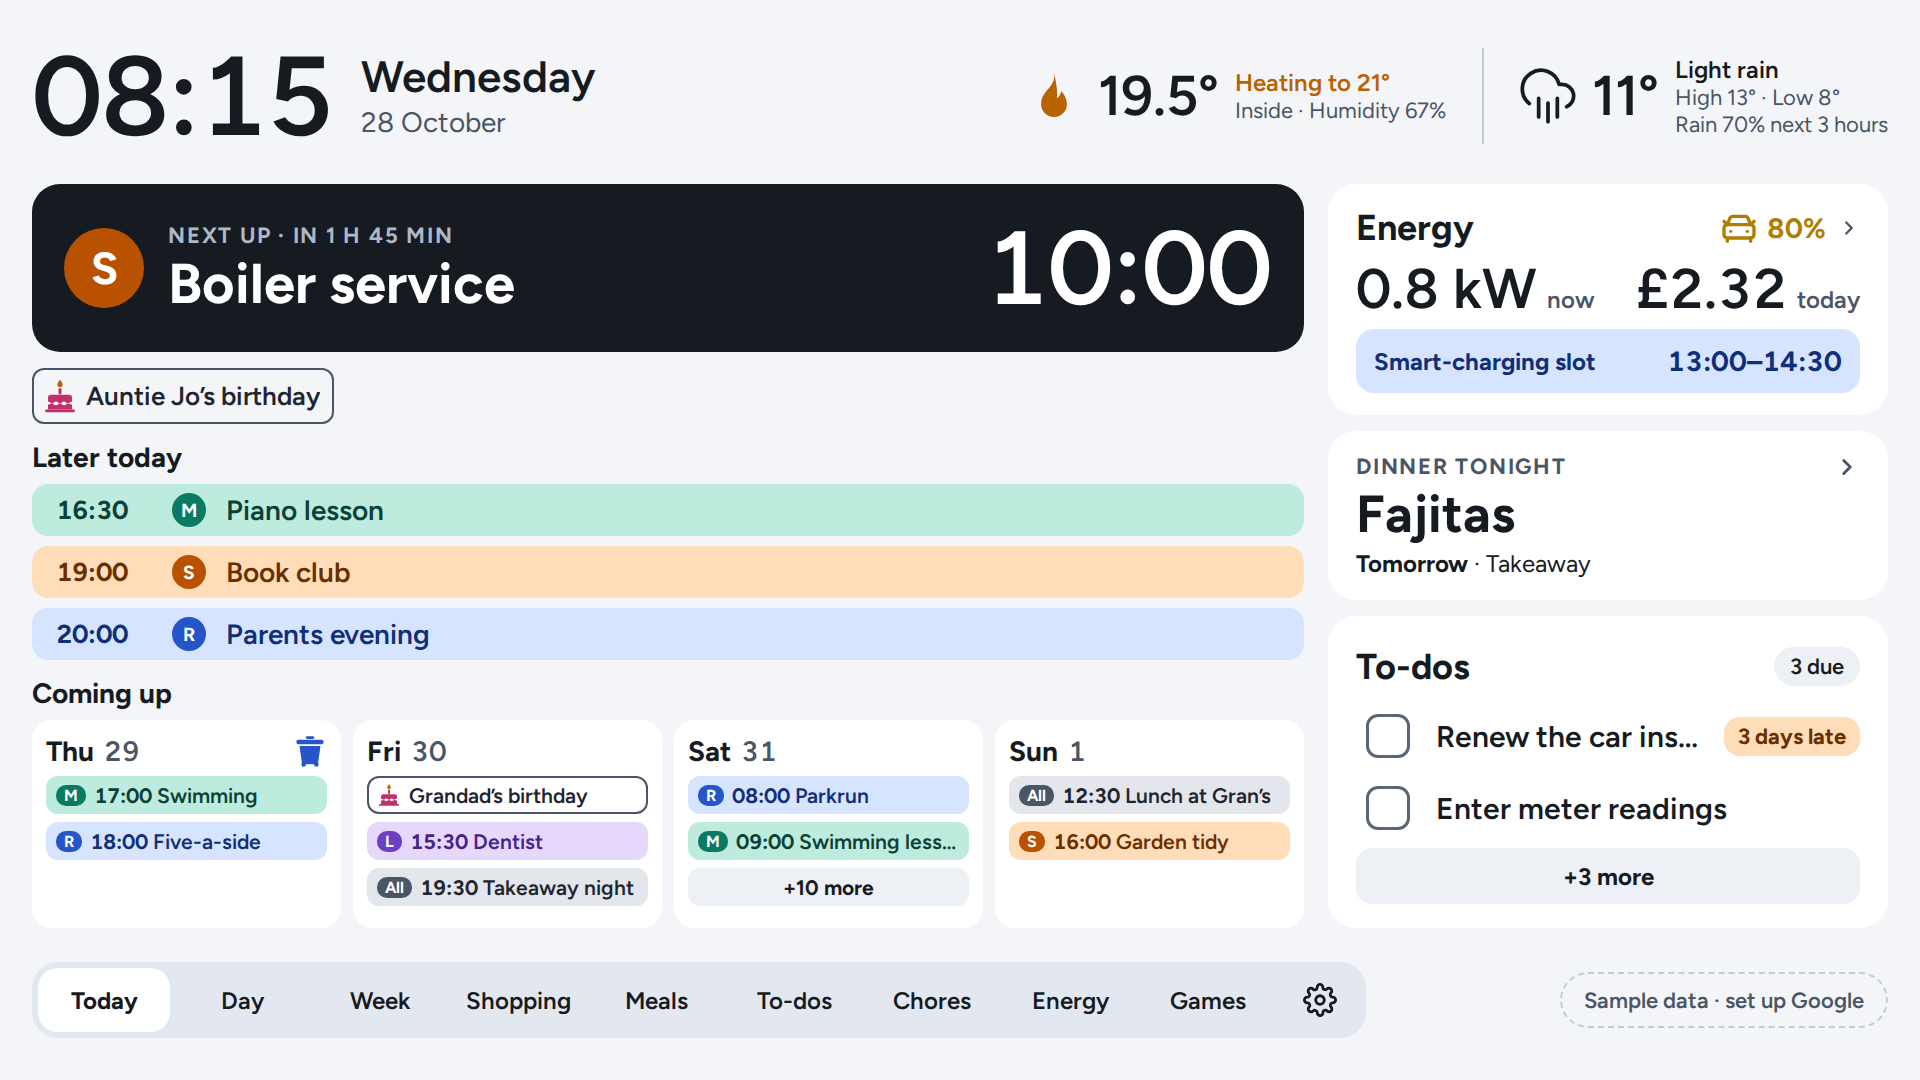 08:15
Wednesday
28 October
19.5°
Heating to 21°
Inside · Humidity 67%
11°
Light rain
High 13° · Low 8°
Rain 70% next 3 hours
S
NEXT UP · IN 1 H 45 MIN
Boiler service
10:00
Auntie Jo’s birthday
Later today
16:30 M Piano lesson
19:00 S Book club
20:00 R Parents evening
Coming up
Thu 29
M 17:00 Swimming
R 18:00 Five-a-side
Fri 30
Grandad’s birthday
L 15:30 Dentist
All 19:30 Takeaway night
Sat 31
R 08:00 Parkrun
M 09:00 Swimming less…
+10 more
Sun 1
All 12:30 Lunch at Gran’s
S 16:00 Garden tidy
Energy
80%
0.8 kW now
£2.32 today
Smart-charging slot 13:00–14:30
DINNER TONIGHT
Fajitas
Tomorrow · Takeaway
To-dos
3 due
Renew the car ins…
3 days late
Enter meter readings
+3 more
Today Day Week Shopping Meals To-dos Chores Energy Games
Sample data · set up Google